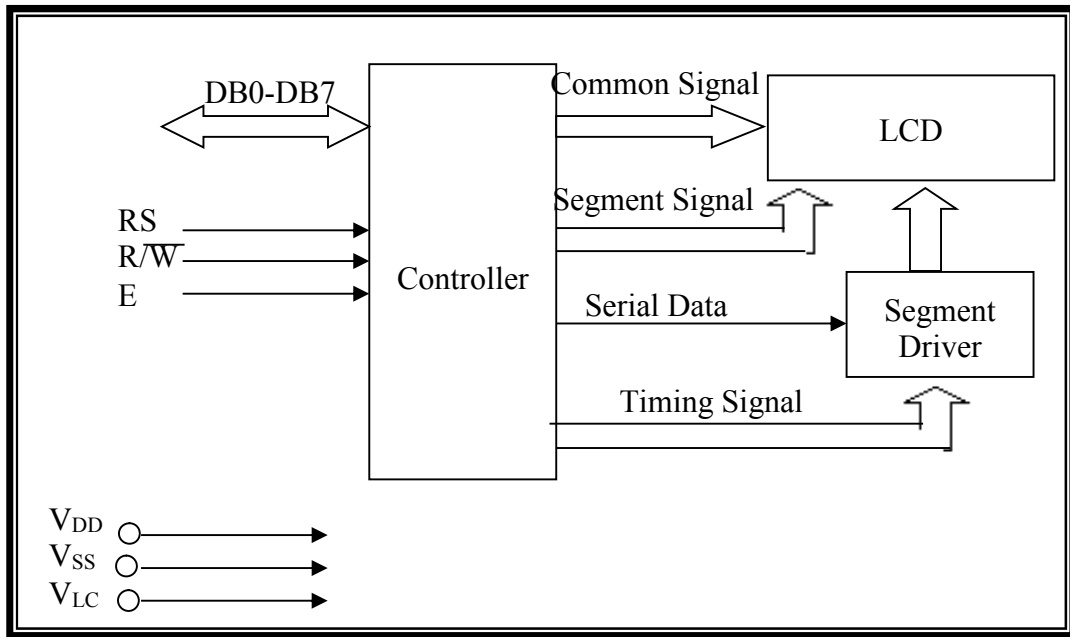 DB0-DB7
Common Signal
LCD
RS
R/W̅
E
Controller
Segment Signal
Serial Data
Segment
Driver
Timing Signal
VDD
VSS
VLC